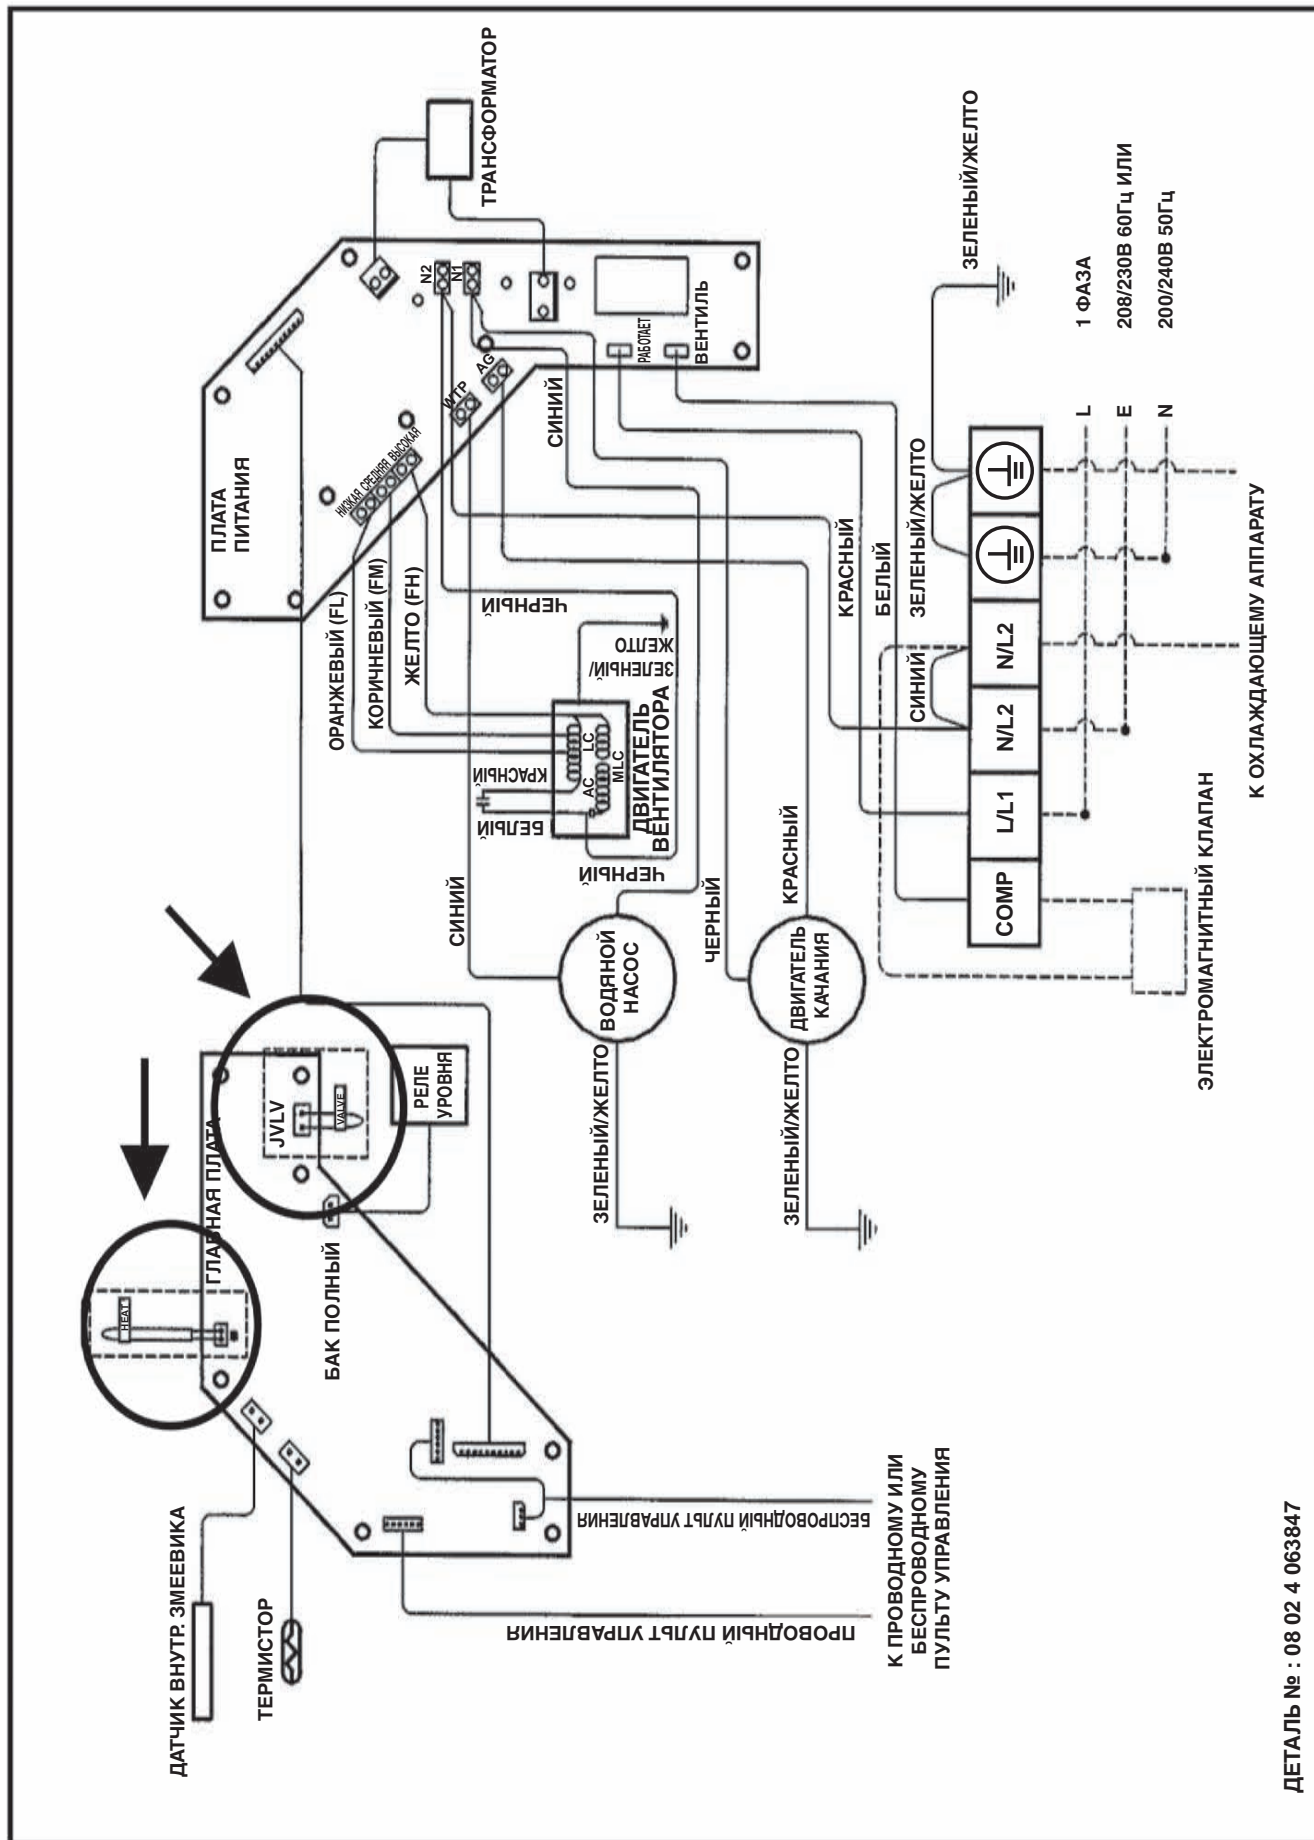 ПЛАТА
ПИТАНИЯ
НИЗКАЯ СРЕДНЯЯ ВЫСОКАЯ
WTP
AG
N2
N1
РАБОТАЕТ
ВЕНТИЛЬ
ТРАНСФОРМАТОР
ОРАНЖЕВЫЙ (FL)
КОРИЧНЕВЫЙ (FM)
ЖЕЛТО (FH)
ЧЕРНЫЙ
СИНИЙ
КРАСНЫЙ
БЕЛЫЙ
AC
LC
MLC
ДВИГАТЕЛЬ
ВЕНТИЛЯТОРА
ЗЕЛЕНЫЙ/
ЖЕЛТО
ЧЕРНЫЙ
СИНИЙ
ВОДЯНОЙ
НАСОС
ЗЕЛЕНЫЙ/ЖЕЛТО
ЧЕРНЫЙ
КРАСНЫЙ
ДВИГАТЕЛЬ
КАЧАНИЯ
ЗЕЛЕНЫЙ/ЖЕЛТО
КРАСНЫЙ
БЕЛЫЙ
ЗЕЛЕНЫЙ/ЖЕЛТО
СИНИЙ
ЗЕЛЕНЫЙ/ЖЕЛТО
COMP
L/L1
N/L2
N/L2
L
E
N
1 ФАЗА
208/230В 60Гц ИЛИ
200/240В 50Гц
ЭЛЕКТРОМАГНИТНЫЙ КЛАПАН
К ОХЛАЖДАЮЩЕМУ АППАРАТУ
ГЛАВНАЯ ПЛАТА
HEAT
JVLV
VALVE
РЕЛЕ
УРОВНЯ
БАК ПОЛНЫЙ
ДАТЧИК ВНУТР. ЗМЕЕВИКА
ТЕРМИСТОР
ПРОВОДНЫЙ ПУЛЬТ УПРАВЛЕНИЯ
БЕСПРОВОДНЫЙ ПУЛЬТ УПРАВЛЕНИЯ
К ПРОВОДНОМУ ИЛИ
БЕСПРОВОДНОМУ
ПУЛЬТУ УПРАВЛЕНИЯ
ДЕТАЛЬ № : 08 02 4 063847